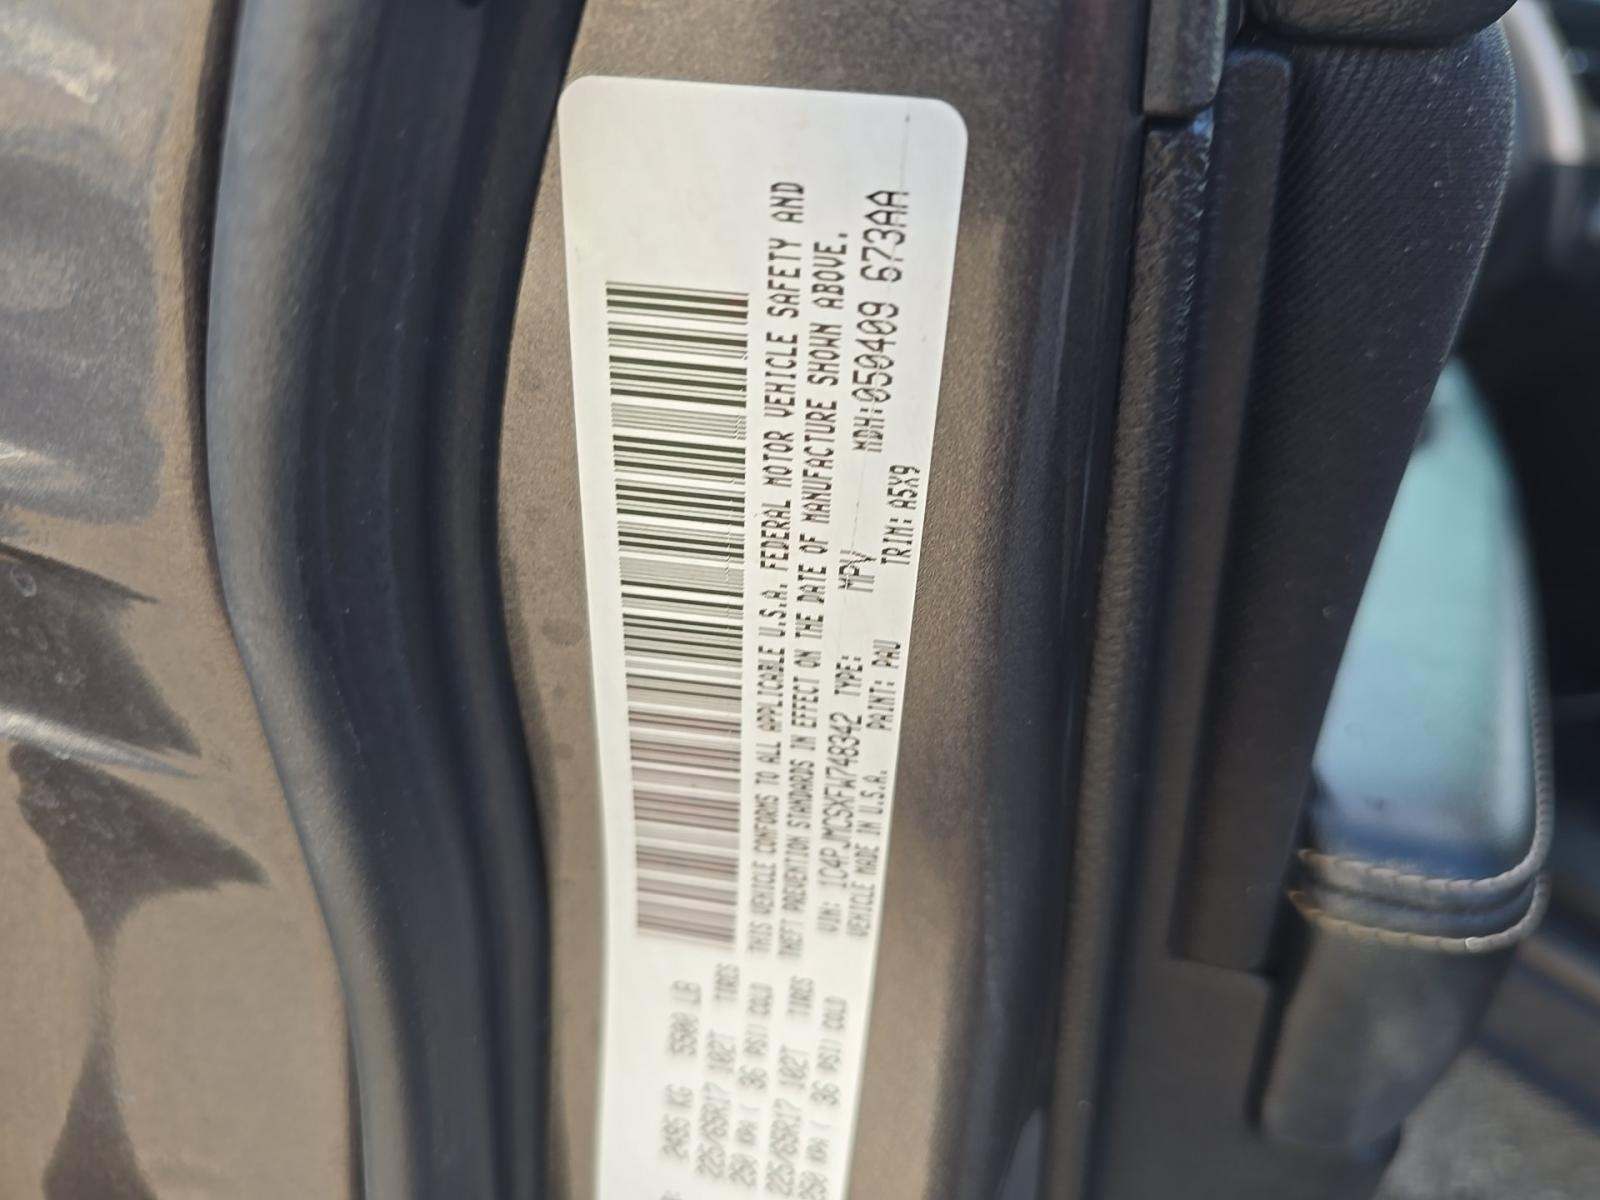 2495 KG 5500 LB
225/65R17 102T TIRES
250 KPA ( 36 PSI) COLD
225/65R17 102T TIRES
250 KPA ( 36 PSI) COLD
THIS VEHICLE CONFORMS TO ALL APPLICABLE U.S.A. FEDERAL MOTOR VEHICLE SAFETY AND
THEFT PREVENTION STANDARDS IN EFFECT ON THE DATE OF MANUFACTURE SHOWN ABOVE.
VIN: 1C4PJMCSXFW748342 TYPE: MPV MDH:050409 673AA
VEHICLE MADE IN U.S.A. PAINT: PAU TRIM: A5X9